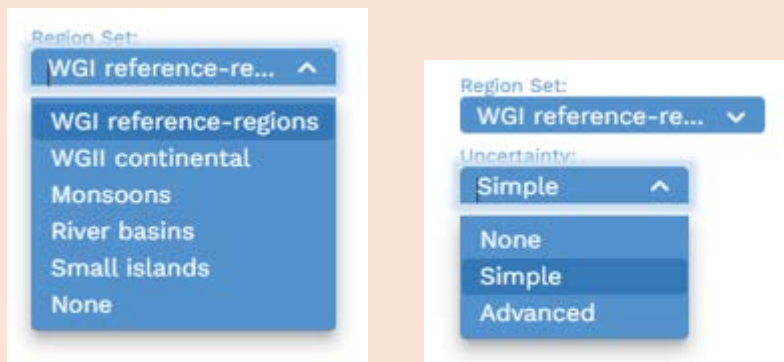 Region Set:
WGI reference-re...
WGI reference-regions
WGII continental
Monsoons
River basins
Small islands
None
Region Set:
WGI reference-re...
Uncertainty:
Simple
None
Simple
Advanced